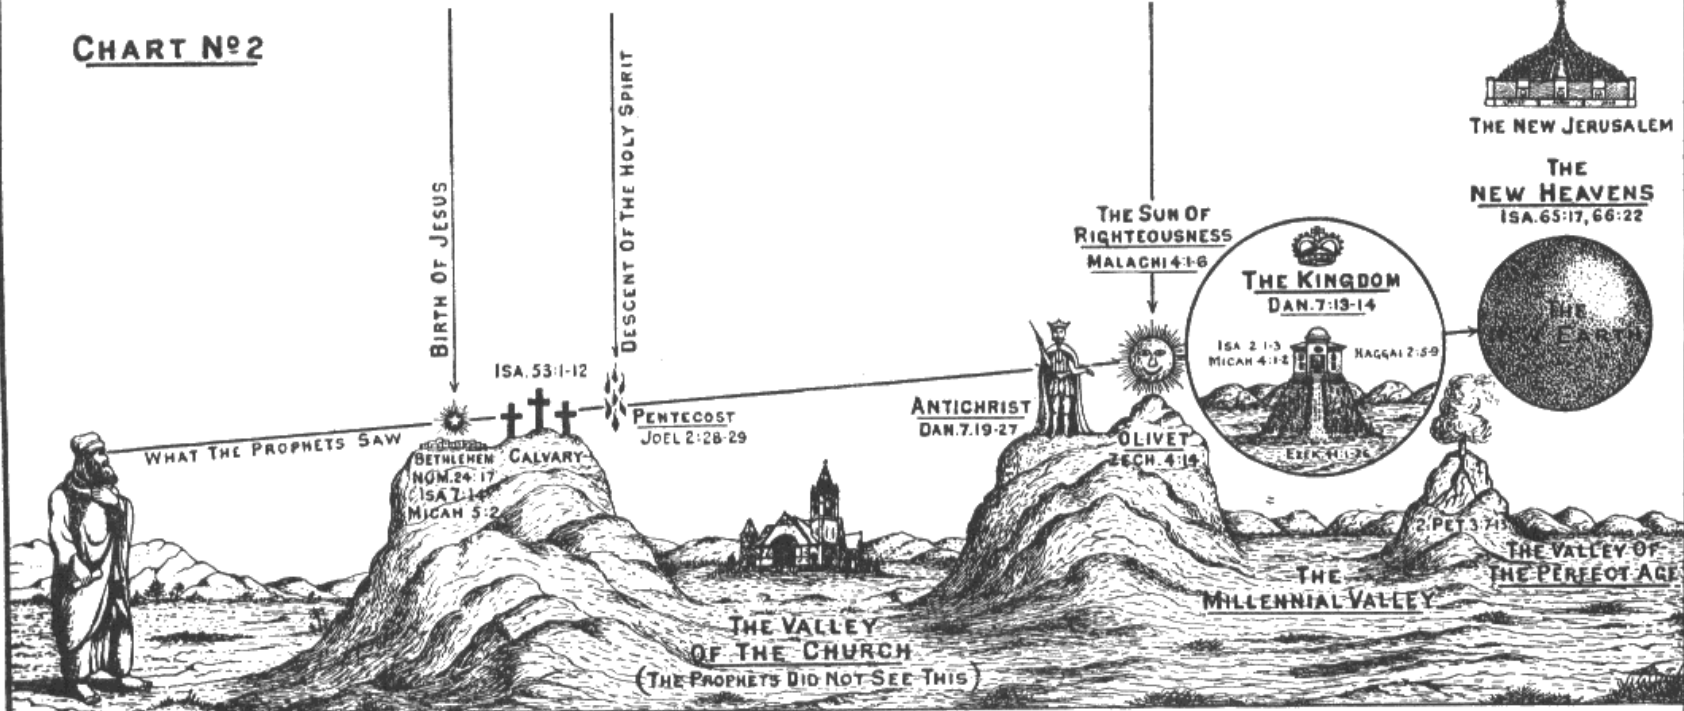 CHART Nº 2
BIRTH OF JESUS
DESCENT OF THE HOLY SPIRIT
THE NEW JERUSALEM
THE
NEW HEAVENS
ISA. 65:17, 66:22
THE
NEW EARTH
THE SUN OF
RIGHTEOUSNESS
MALACHI 4:1-6
THE KINGDOM
DAN. 7:13-14
ISA 2 1-3
MICAH 4:1-2
HAGGAI 2:5-9
ISA. 53:1-12
WHAT THE PROPHETS SAW
BETHLEHEM
NUM. 24:17
ISA 7:14
MICAH 5:2
CALVARY
PENTECOST
JOEL 2:28-29
ANTICHRIST
DAN. 7.19-27
OLIVET
ZECH. 4:14
2. PET 3:7-13
THE VALLEY OF
THE PERFECT AGE
THE
MILLENNIAL VALLEY
THE VALLEY
OF THE CHURCH
(THE PROPHETS DID NOT SEE THIS)